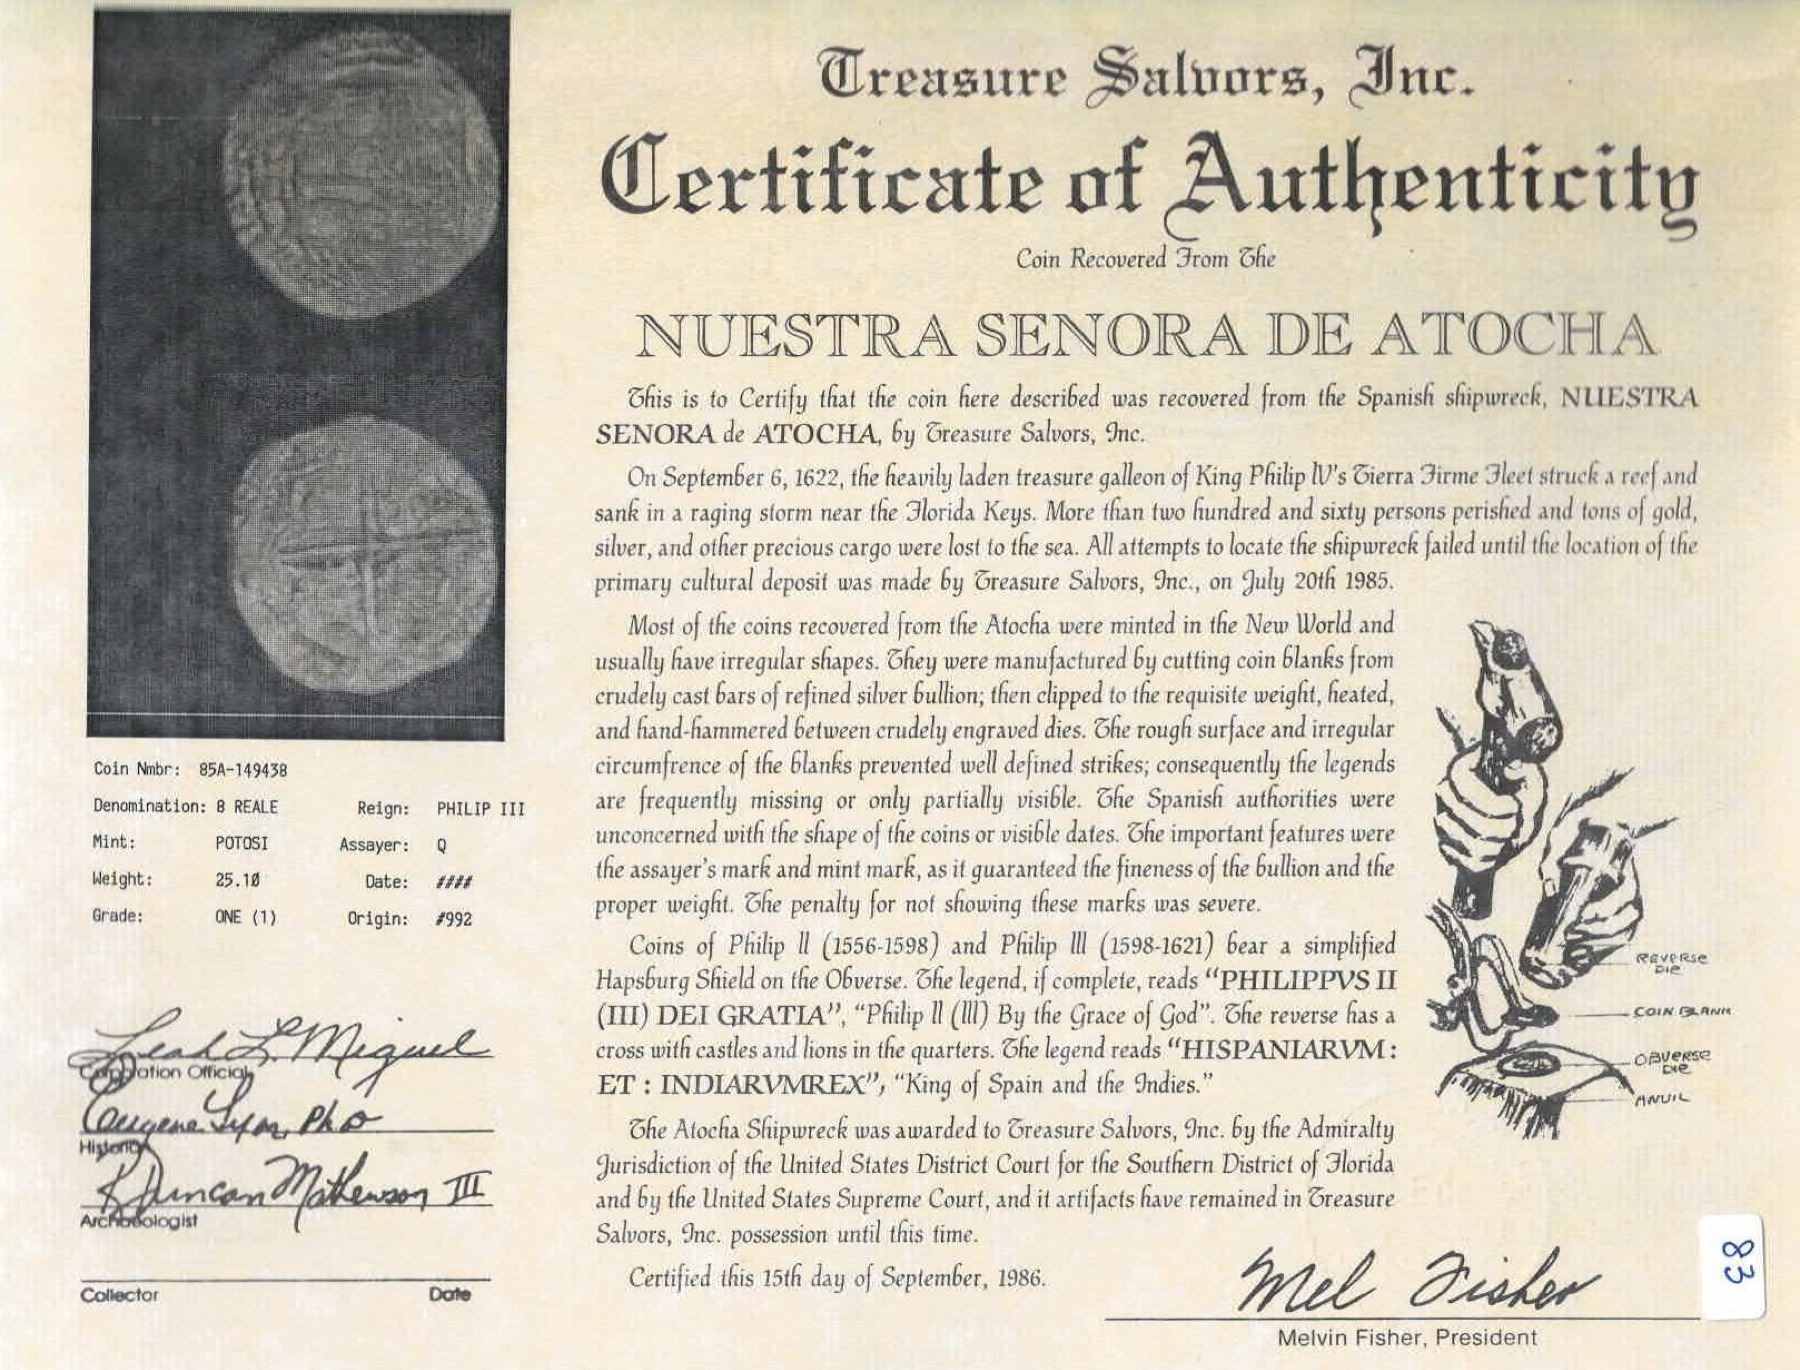 Treasure Salvors, Inc.
Certificate of Authenticity
Coin Recovered From The
NUESTRA SENORA DE ATOCHA
This is to Certify that the coin here described was recovered from the Spanish shipwreck, NUESTRA
SENORA de ATOCHA, by Treasure Salvors, Inc.
On September 6, 1622, the heavily laden treasure galleon of King Philip IV's Tierra Firme Fleet struck a reef and
sank in a raging storm near the Florida Keys. More than two hundred and sixty persons perished and tons of gold,
silver, and other precious cargo were lost to the sea. All attempts to locate the shipwreck failed until the location of the
primary cultural deposit was made by Treasure Salvors, Inc., on July 20th 1985.
Most of the coins recovered from the Atocha were minted in the New World and
usually have irregular shapes. They were manufactured by cutting coin blanks from
crudely cast bars of refined silver bullion; then clipped to the requisite weight, heated,
and hand-hammered between crudely engraved dies. The rough surface and irregular
circumfrence of the blanks prevented well defined strikes; consequently the legends
are frequently missing or only partially visible. The Spanish authorities were
unconcerned with the shape of the coins or visible dates. The important features were
the assayer's mark and mint mark, as it guaranteed the fineness of the bullion and the
proper weight. The penalty for not showing these marks was severe.
Coins of Philip II (1556-1598) and Philip III (1598-1621) bear a simplified
Hapsburg Shield on the Obverse. The legend, if complete, reads "PHILIPPVS II
(III) DEI GRATIA", "Philip II (III) By the Grace of God". The reverse has a
cross with castles and lions in the quarters. The legend reads "HISPANIARVM :
ET : INDIARVMREX", "King of Spain and the Indies."
The Atocha Shipwreck was awarded to Treasure Salvors, Inc. by the Admiralty
Jurisdiction of the United States District Court for the Southern District of Florida
and by the United States Supreme Court, and it artifacts have remained in Treasure
Salvors, Inc. possession until this time.
Certified this 15th day of September, 1986.
REVERSE
DIE
COIN BLANK
OBVERSE
DIE
ANVIL
Coin Nmbr: 85A-149438
Denomination: 8 REALE Reign: PHILIP III
Mint: POTOSI Assayer: Q
Weight: 25.10 Date: ####
Grade: ONE (1) Origin: #992
Leah L. Miguel
Corporation Official
Eugene Lyon, PhD
Historian
R Duncan Mathewson III
Archaeologist
Collector Date
Mel Fisher
Melvin Fisher, President
83